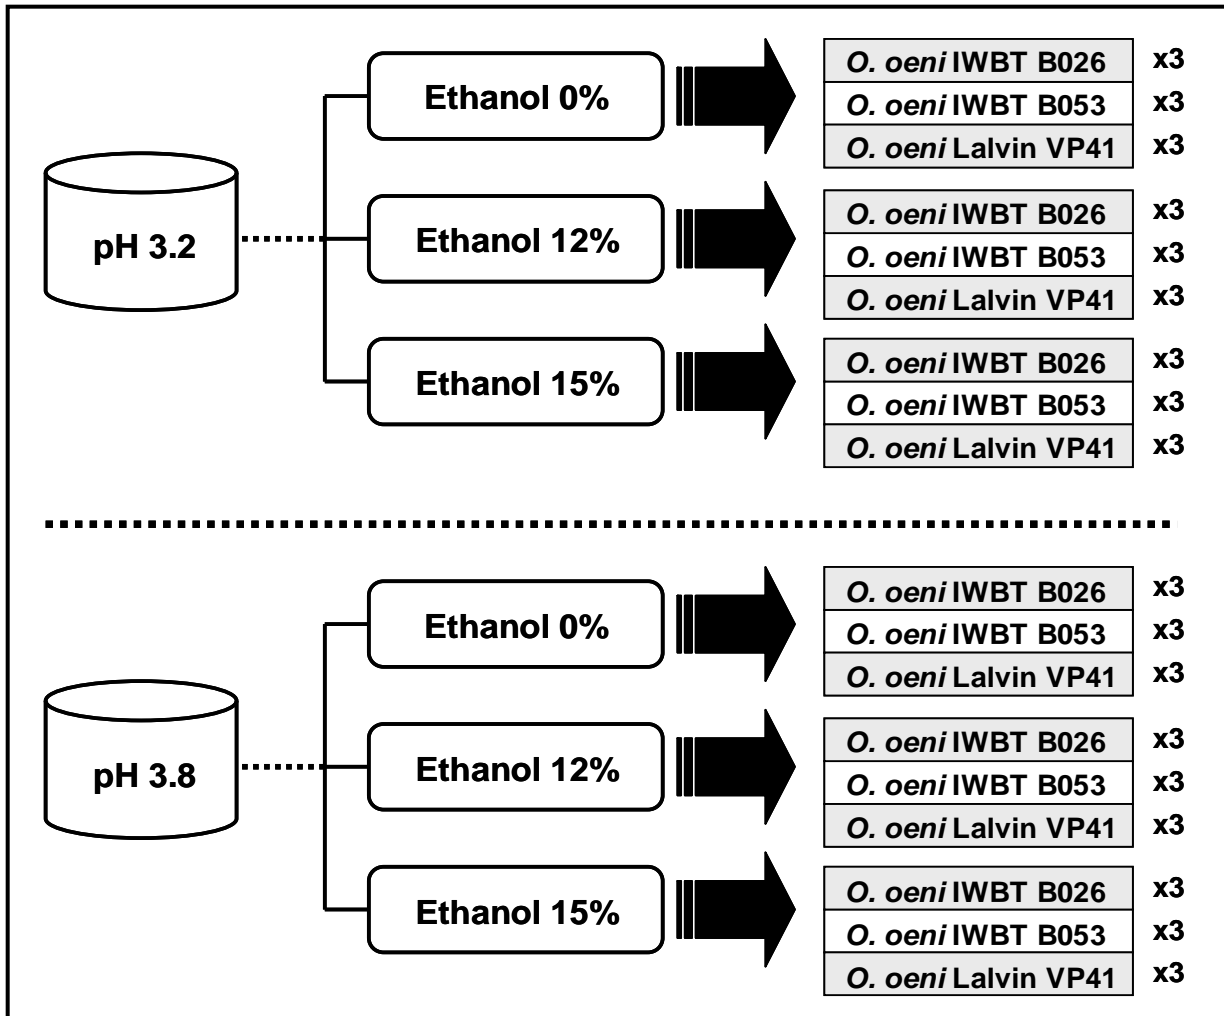 pH 3.2
Ethanol 0%
O. oeni IWBT B026 x3
O. oeni IWBT B053 x3
O. oeni Lalvin VP41 x3
Ethanol 12%
O. oeni IWBT B026 x3
O. oeni IWBT B053 x3
O. oeni Lalvin VP41 x3
Ethanol 15%
O. oeni IWBT B026 x3
O. oeni IWBT B053 x3
O. oeni Lalvin VP41 x3
pH 3.8
Ethanol 0%
O. oeni IWBT B026 x3
O. oeni IWBT B053 x3
O. oeni Lalvin VP41 x3
Ethanol 12%
O. oeni IWBT B026 x3
O. oeni IWBT B053 x3
O. oeni Lalvin VP41 x3
Ethanol 15%
O. oeni IWBT B026 x3
O. oeni IWBT B053 x3
O. oeni Lalvin VP41 x3